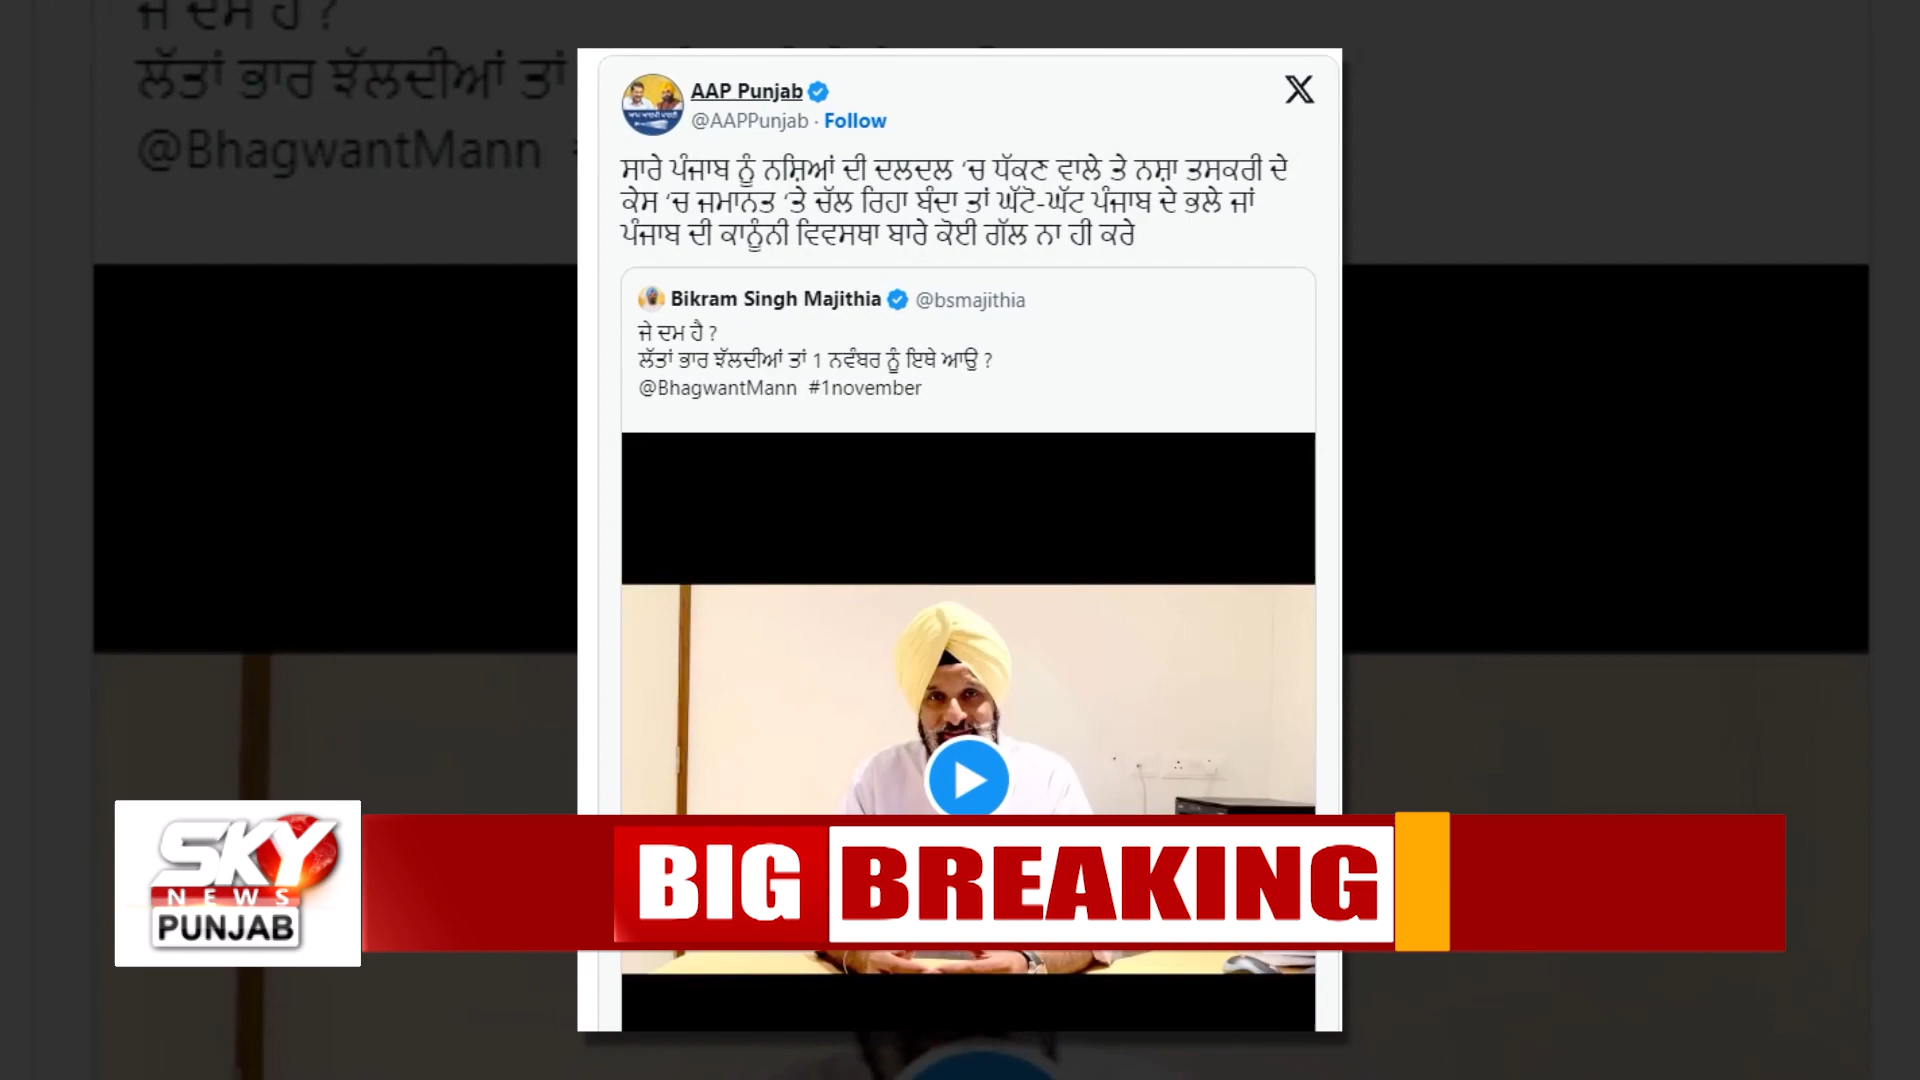 ਜੇ ਦਮ ਹੈ ?
ਲੱਤਾਂ ਭਾਰ ਝੱਲਦੀਆਂ ਤਾਂ
@BhagwantMann
AAP Punjab
@AAPPunjab · Follow
ਸਾਰੇ ਪੰਜਾਬ ਨੂੰ ਨਸ਼ਿਆਂ ਦੀ ਦਲਦਲ ‘ਚ ਧੱਕਣ ਵਾਲੇ ਤੇ ਨਸ਼ਾ ਤਸਕਰੀ ਦੇ
ਕੇਸ ‘ਚ ਜਮਾਨਤ ‘ਤੇ ਚੱਲ ਰਿਹਾ ਬੰਦਾ ਤਾਂ ਘੱਟੋ-ਘੱਟ ਪੰਜਾਬ ਦੇ ਭਲੇ ਜਾਂ
ਪੰਜਾਬ ਦੀ ਕਾਨੂੰਨੀ ਵਿਵਸਥਾ ਬਾਰੇ ਕੋਈ ਗੱਲ ਨਾ ਹੀ ਕਰੇ
Bikram Singh Majithia @bsmajithia
ਜੇ ਦਮ ਹੈ ?
ਲੱਤਾਂ ਭਾਰ ਝੱਲਦੀਆਂ ਤਾਂ 1 ਨਵੰਬਰ ਨੂੰ ਇਥੇ ਆਉ ?
@BhagwantMann #1november
SKY
NEWS
PUNJAB
BIG BREAKING